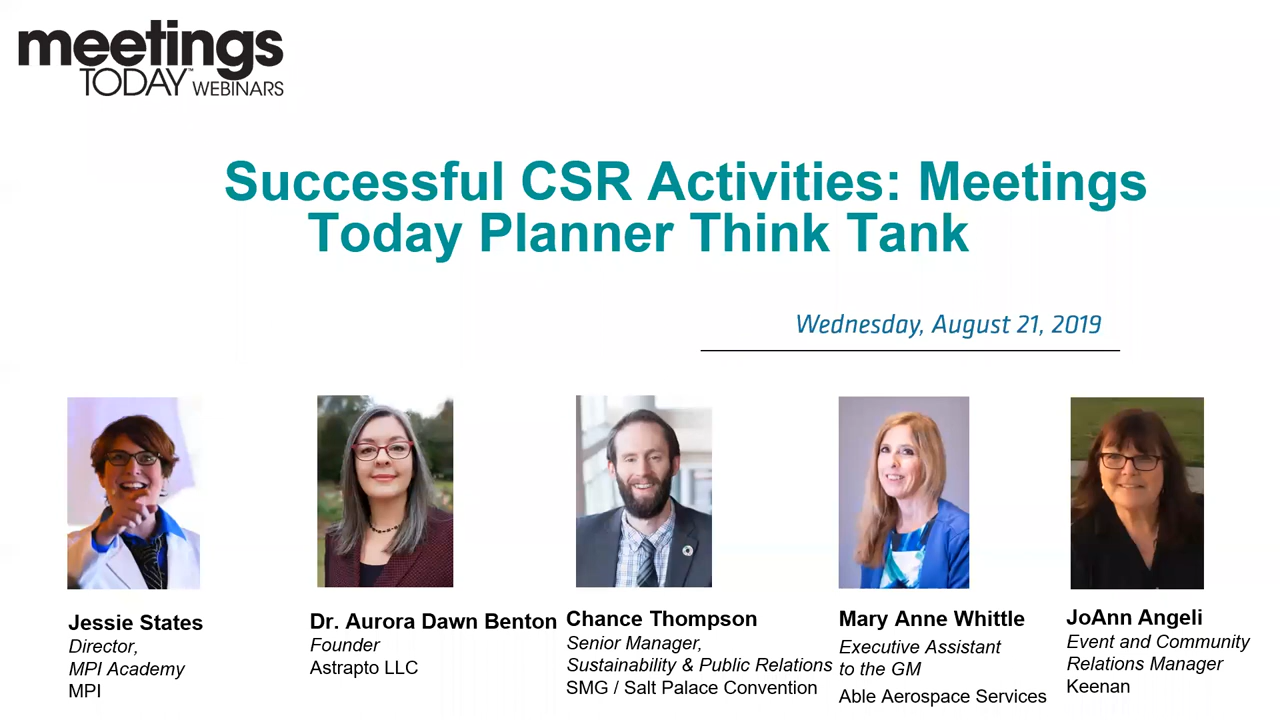 meetings
TODAY™ WEBINARS
Successful CSR Activities: Meetings
Today Planner Think Tank
Wednesday, August 21, 2019
Jessie States
Director,
MPI Academy
MPI
Dr. Aurora Dawn Benton
Founder
Astrapto LLC
Chance Thompson
Senior Manager,
Sustainability & Public Relations
SMG / Salt Palace Convention
Mary Anne Whittle
Executive Assistant
to the GM
Able Aerospace Services
JoAnn Angeli
Event and Community
Relations Manager
Keenan